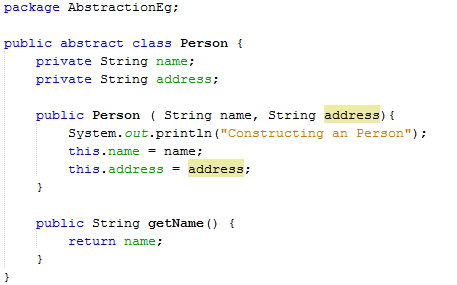 package AbstractionEg;
public abstract class Person {
private String name;
private String address;
public Person ( String name, String address){
System.out.println("Constructing an Person");
this.name = name;
this.address = address;
}
public String getName() {
return name;
}
}